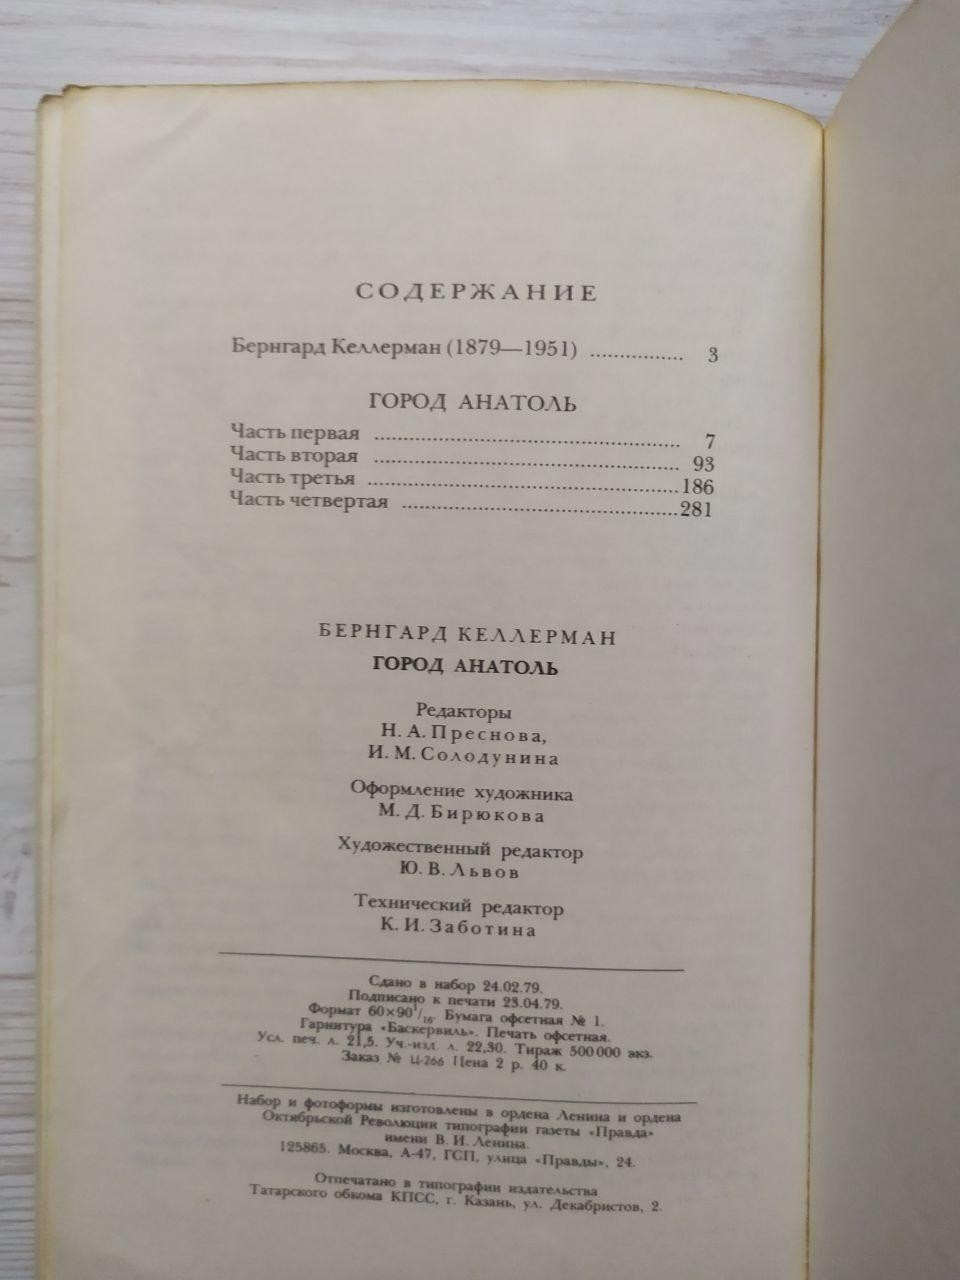 СОДЕРЖАНИЕ
Бернгард Келлерман (1879—1951) ................ 3
ГОРОД АНАТОЛЬ
Часть первая .................................................... 7
Часть вторая .................................................... 93
Часть третья .....................................................186
Часть четвертая ...............................................281
БЕРНГАРД КЕЛЛЕРМАН
ГОРОД АНАТОЛЬ
Редакторы
Н. А. Преснова,
И. М. Солодунина
Оформление художника
М. Д. Бирюкова
Художественный редактор
Ю. В. Львов
Технический редактор
К. И. Заботина
Сдано в набор 24.02.79.
Подписано к печати 23.04.79.
Формат 60×90 1/16. Бумага офсетная № 1.
Гарнитура «Баскервиль». Печать офсетная.
Усл. печ. л. 21,5. Уч.-изд. л. 22,30. Тираж 500 000 экз.
Заказ № Ц-266 Цена 2 р. 40 к.
Набор и фотоформы изготовлены в ордена Ленина и ордена
Октябрьской Революции типографии газеты «Правда»
имени В. И. Ленина.
125865. Москва, А-47, ГСП, улица «Правды», 24.
Отпечатано в типографии издательства
Татарского обкома КПСС, г. Казань, ул. Декабристов, 2.